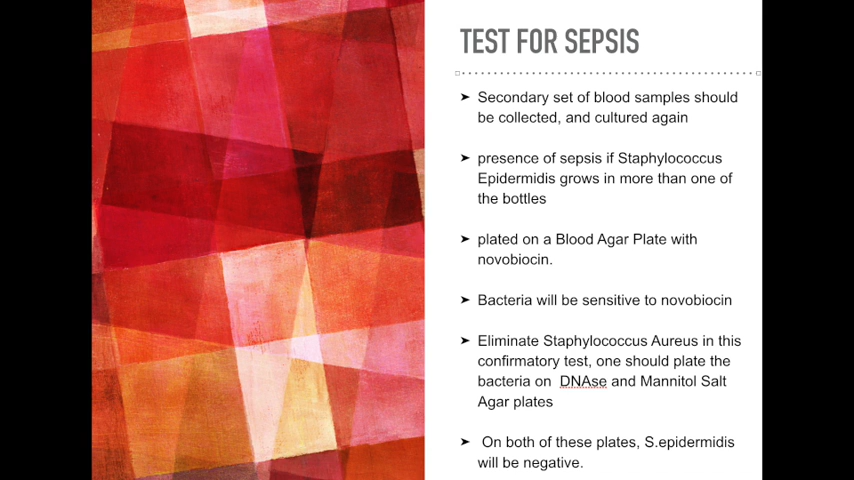 TEST FOR SEPSIS
➤ Secondary set of blood samples should
be collected, and cultured again
➤ presence of sepsis if Staphylococcus
Epidermidis grows in more than one of
the bottles
➤ plated on a Blood Agar Plate with
novobiocin.
➤ Bacteria will be sensitive to novobiocin
➤ Eliminate Staphylococcus Aureus in this
confirmatory test, one should plate the
bacteria on DNAse and Mannitol Salt
Agar plates
➤ On both of these plates, S.epidermidis
will be negative.